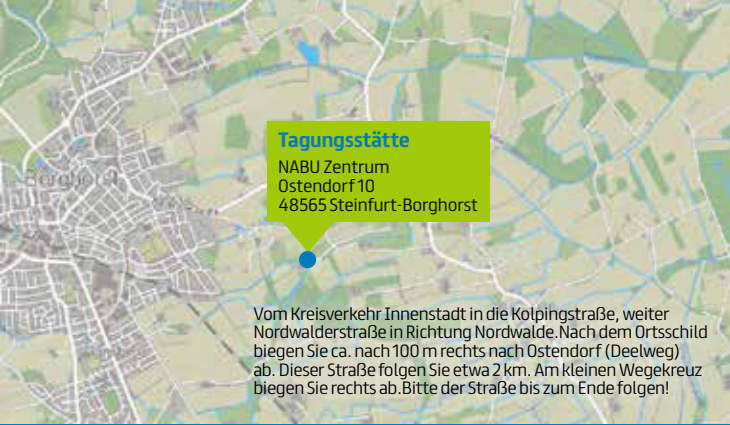 Borghorst
Tagungsstätte
NABU Zentrum
Ostendorf 10
48565 Steinfurt-Borghorst
Vom Kreisverkehr Innenstadt in die Kolpingstraße, weiter
Nordwalderstraße in Richtung Nordwalde.Nach dem Ortsschild
biegen Sie ca. nach 100 m rechts nach Ostendorf (Deelweg)
ab. Dieser Straße folgen Sie etwa 2 km. Am kleinen Wegekreuz
biegen Sie rechts ab.Bitte der Straße bis zum Ende folgen!